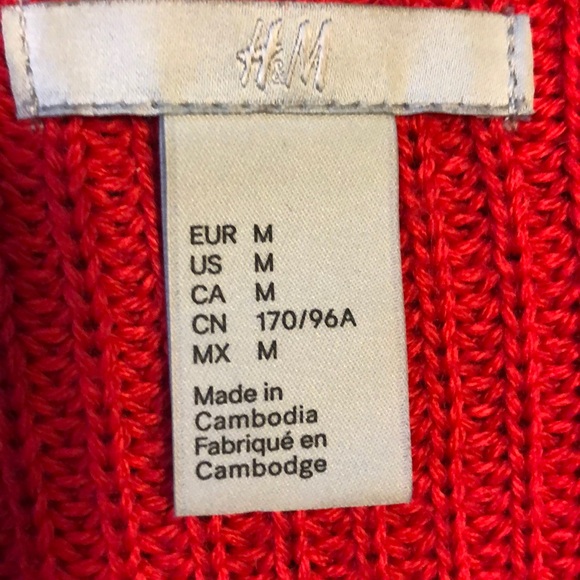 H&M
EUR M
US M
CA M
CN 170/96A
MX M
Made in
Cambodia
Fabriqué en
Cambodge